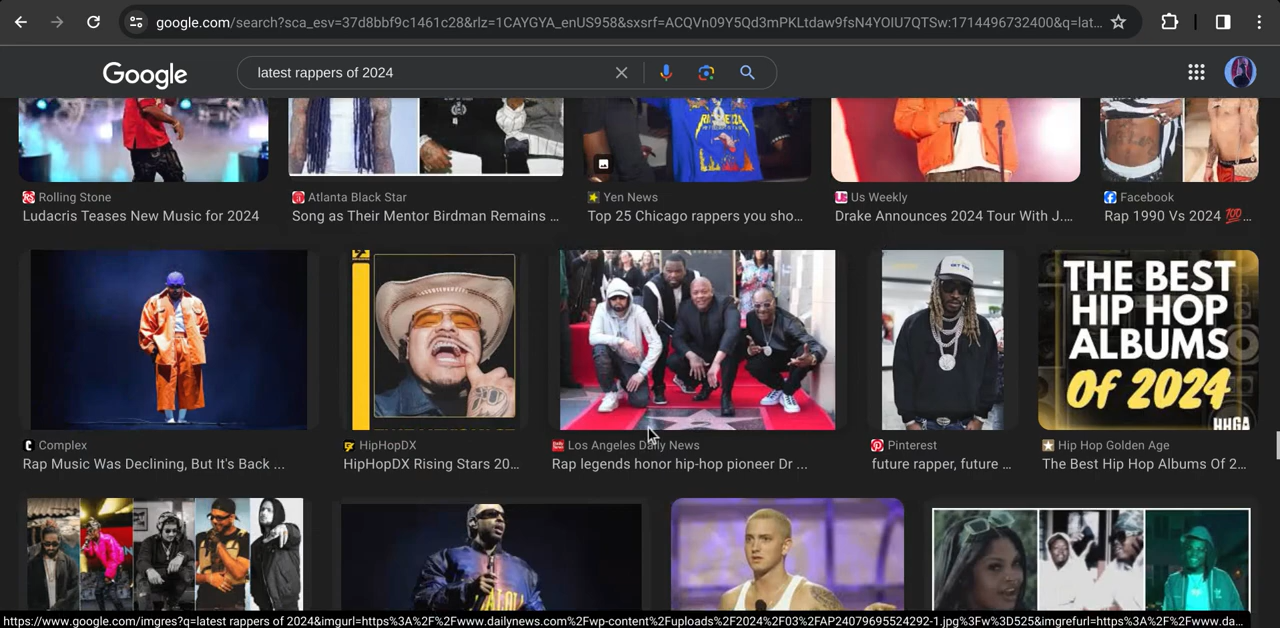 google.com/search?sca_esv=37d8bbf9c1461c28&rlz=1CAYGYA_enUS958&sxsrf=ACQVn09Y5Qd3mPKLtdaw9fsN4YOIU7QTSw:1714496732400&q=lat...
Google
latest rappers of 2024
Rolling Stone
Ludacris Teases New Music for 2024
Atlanta Black Star
Song as Their Mentor Birdman Remains ...
Yen News
Top 25 Chicago rappers you sho...
Us Weekly
Drake Announces 2024 Tour With J....
Facebook
Rap 1990 Vs 2024 💯...
THE BEST
HIP HOP
ALBUMS
Of 2024
HHGA
Complex
Rap Music Was Declining, But It's Back ...
HipHopDX
HipHopDX Rising Stars 20...
Los Angeles Daily News
Rap legends honor hip-hop pioneer Dr ...
Pinterest
future rapper, future ...
Hip Hop Golden Age
The Best Hip Hop Albums Of 2...
https://www.google.com/imgres?q=latest rappers of 2024&imgurl=https%3A%2F%2Fwww.dailynews.com%2Fwp-content%2Fuploads%2F2024%2F03%2FAP24079695524292-1.jpg%3Fw%3D525&imgrefurl=https%3A%2F%2Fwww.da...